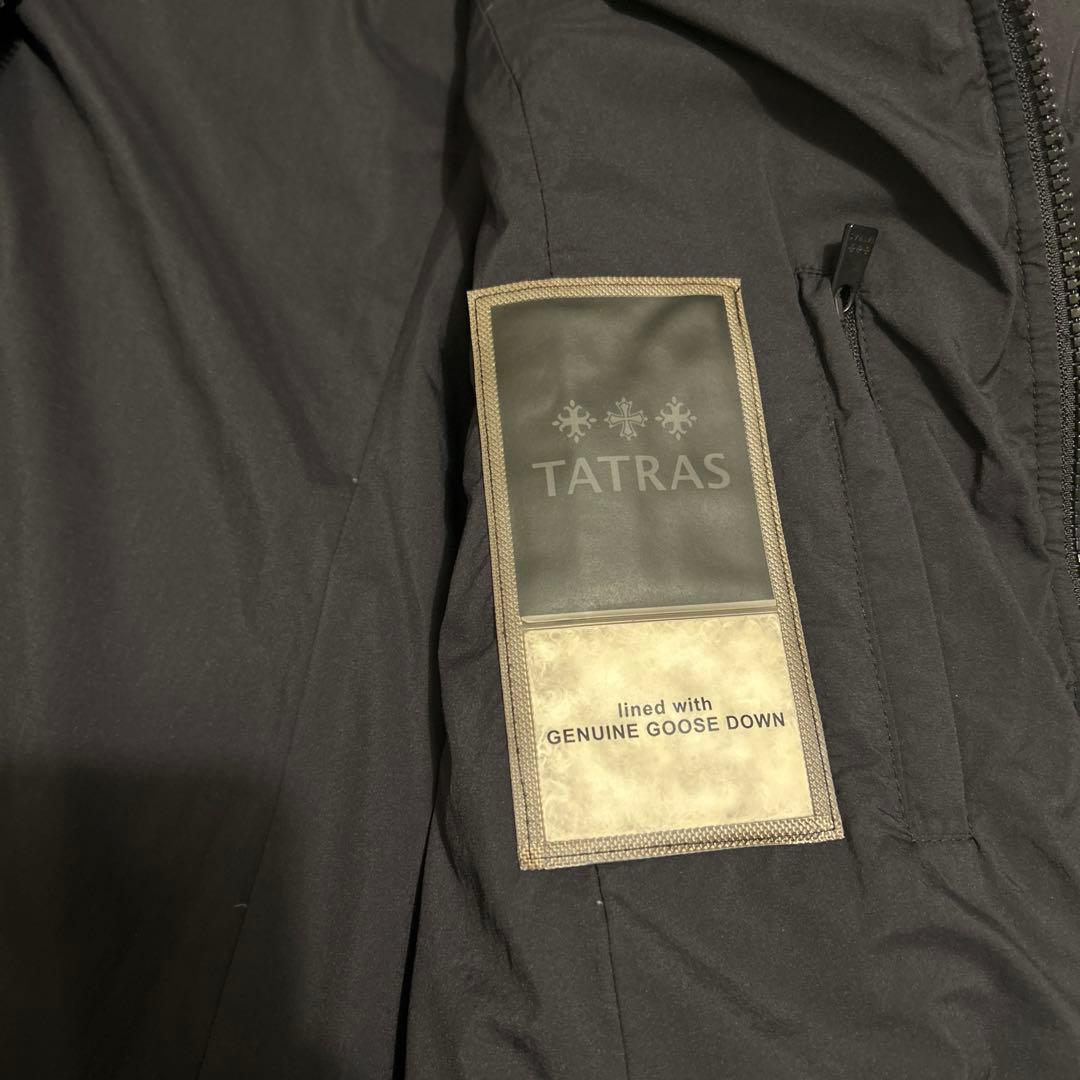 TATRAS
lined with
GENUINE GOOSE DOWN